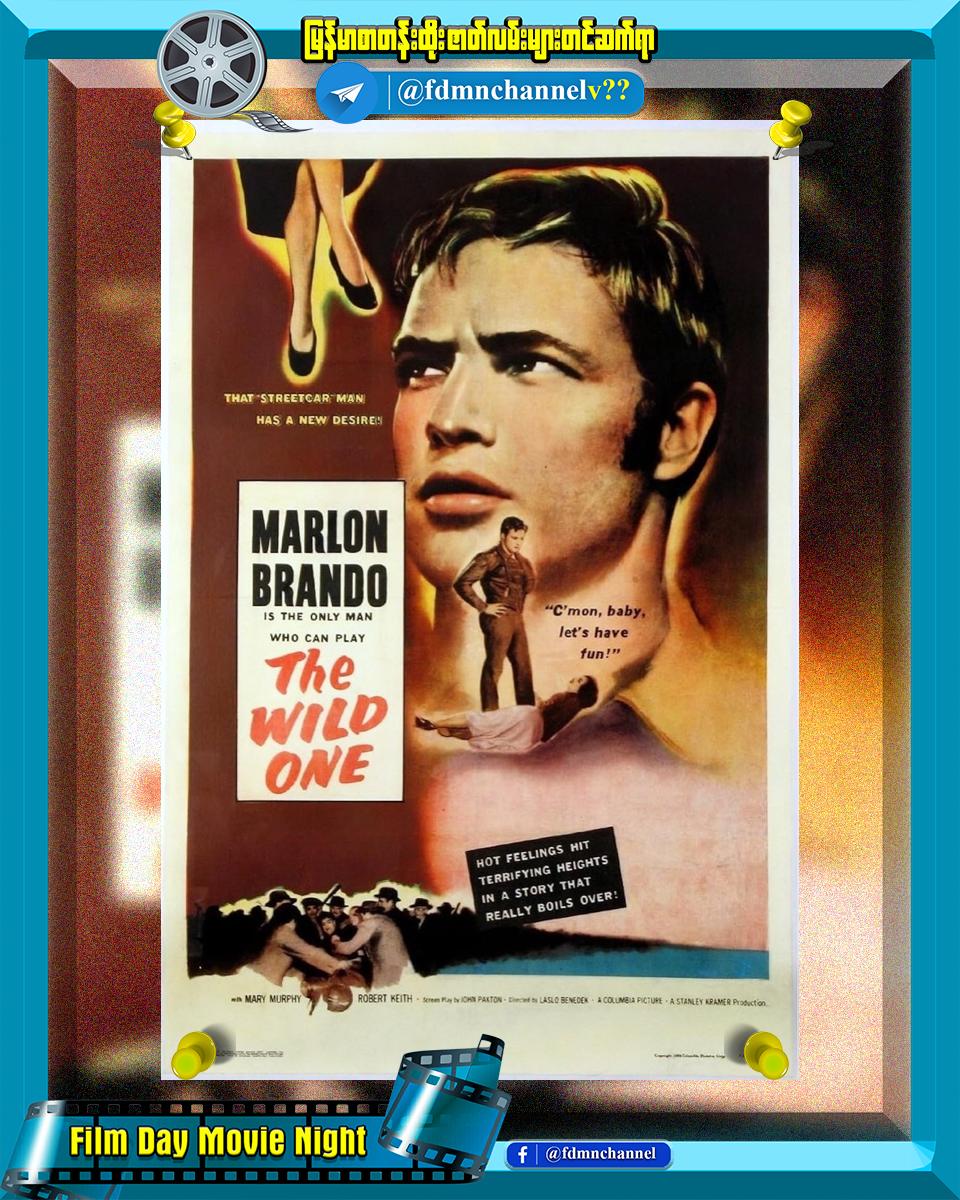 မြန်မာစာတန်းထိုးဇာတ်လမ်းများတင်ဆက်ရာ
@fdmnchannelv??
THAT "STREETCAR" MAN
HAS A NEW DESIRE!
MARLON
BRANDO
IS THE ONLY MAN
WHO CAN PLAY
The
WILD
ONE
"C'mon, baby,
let's have
fun!"
HOT FEELINGS HIT
TERRIFYING HEIGHTS
IN A STORY THAT
REALLY BOILS OVER!
with MARY MURPHY ROBERT KEITH · Screen Play by JOHN PAXTON · Directed by LASLO BENEDEK · A COLUMBIA PICTURE · A STANLEY KRAMER Production.
Film Day Movie Night
@fdmnchannel